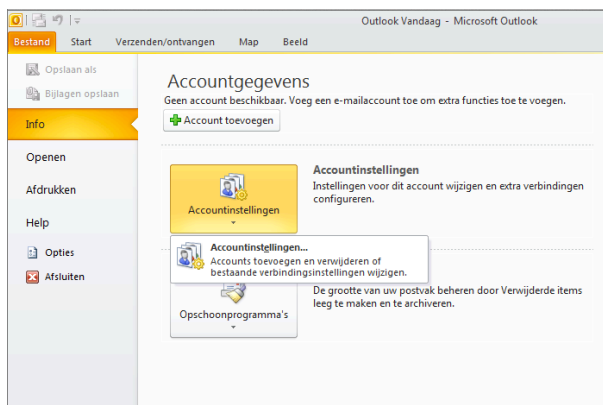 Outlook Vandaag - Microsoft Outlook
Bestand Start Verzenden/ontvangen Map Beeld
Opslaan als
Bijlagen opslaan
Info
Openen
Afdrukken
Help
Opties
Afsluiten
Accountgegevens
Geen account beschikbaar. Voeg een e-mailaccount toe om extra functies toe te voegen.
Account toevoegen
Accountinstellingen
Accountinstellingen
Instellingen voor dit account wijzigen en extra verbindingen
configureren.
Accountinstellingen...
Accounts toevoegen en verwijderen of
bestaande verbindingsinstellingen wijzigen.
Opschoonprogramma's
De grootte van uw postvak beheren door Verwijderde items
leeg te maken en te archiveren.